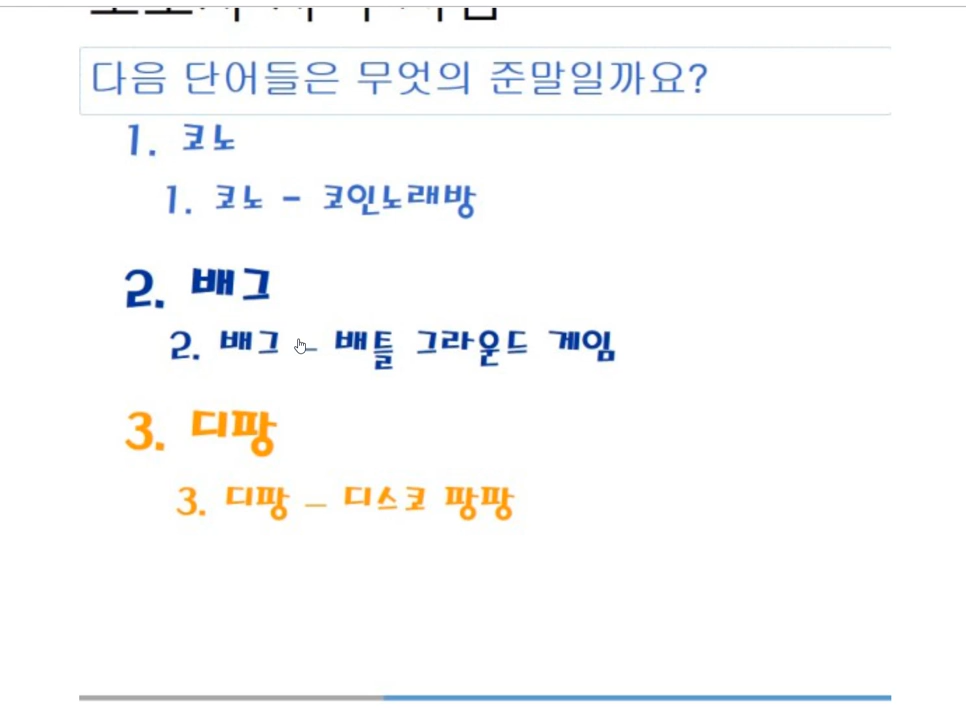 다음 단어들은 무엇의 준말일까요?
1. 코노
1. 코노 - 코인노래방
2. 배그
2. 배그 – 배틀 그라운드 게임
3. 디팡
3. 디팡 – 디스코 팡팡